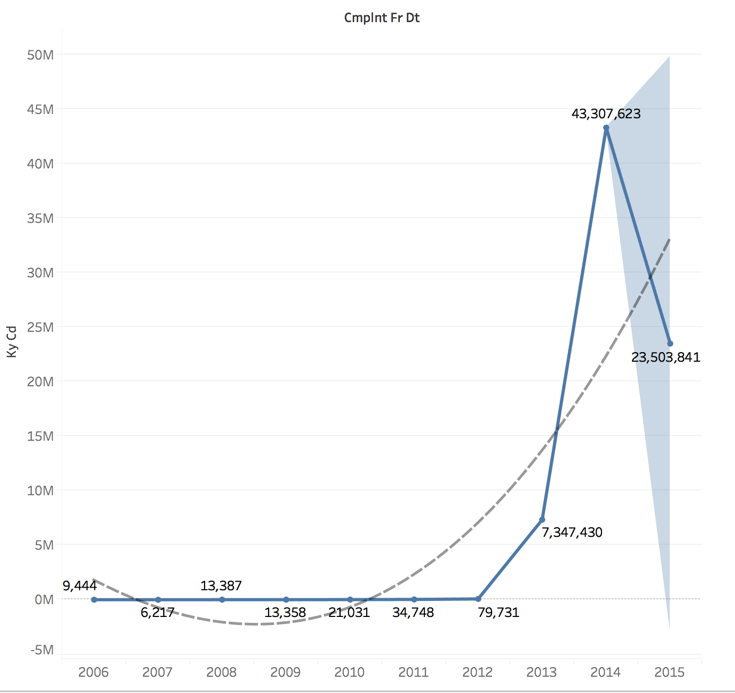 Cmplnt Fr Dt
50M
45M
43,307,623
40M
35M
30M
25M
Ky Cd
23,503,841
20M
15M
10M
5M
7,347,430
9,444
13,387
0M
6,217
13,358
21,031
34,748
79,731
-5M
2006 2007 2008 2009 2010 2011 2012 2013 2014 2015